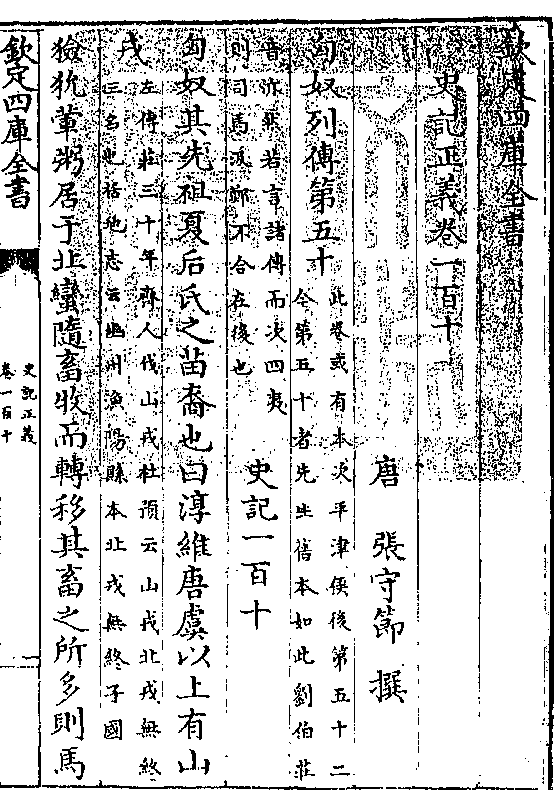 欽定四庫全書
史記正義卷一百十
唐 張守節 撰
匈奴列傳第五十
此卷或有本次平津侯後第五十二
今第五十者先生舊本如此劉伯莊
音亦然若言諸傳而次四夷
則司馬汲鄭不合在後也
史記一百十
匈奴其先祖夏后氏之苗裔也曰淳維唐虞以上有山
戎
左傳莊三十年齊人伐山戎杜預云山戎北戎無終
三名也括地志云幽州漁陽縣本北戎無終子國
獫狁葷粥居于北蠻隨畜牧而轉移其畜之所多則馬
欽定四庫全書
史記正義
卷一百十
一